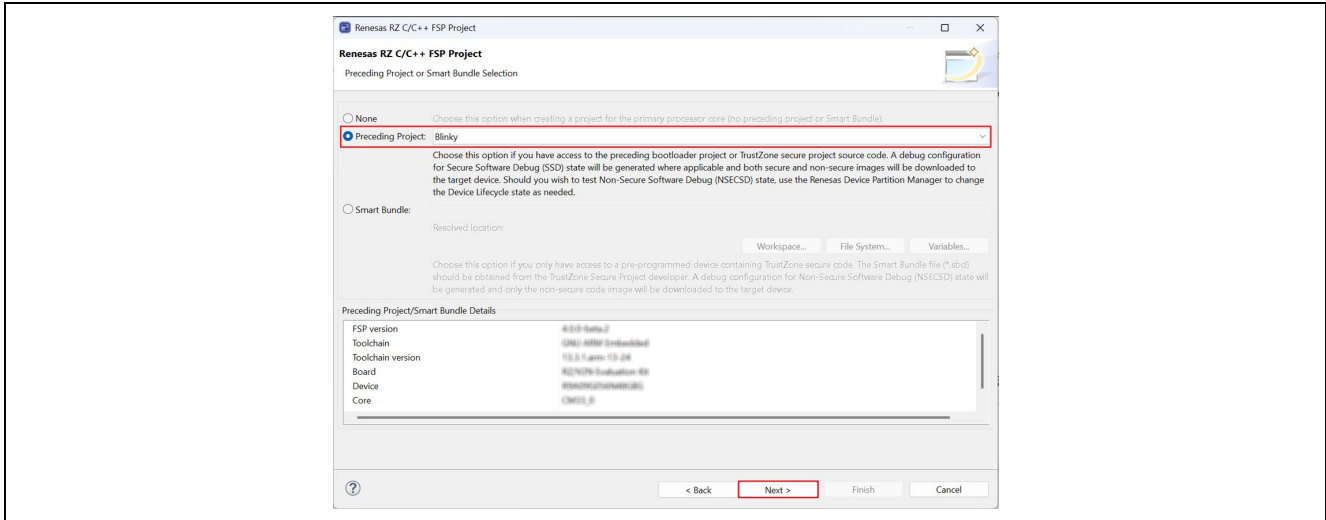 Renesas RZ C/C++ FSP Project
Renesas RZ C/C++ FSP Project
Preceding Project or Smart Bundle Selection
None Choose this option when creating a project for the primary processor core (no preceding project or Smart Bundle).
Preceding Project: Blinky
Choose this option if you have access to the preceding bootloader project or TrustZone secure project source code. A debug configuration
for Secure Software Debug (SSD) state will be generated where applicable and both secure and non-secure images will be downloaded to
the target device. Should you wish to test Non-Secure Software Debug (NSECSD) state, use the Renesas Device Partition Manager to change
the Device Lifecycle state as needed.
Smart Bundle:
Resolved location:
Workspace... File System... Variables...
Choose this option if you only have access to a pre-programmed device containing TrustZone secure code. The Smart Bundle file (*.sbd)
should be obtained from the TrustZone Secure Project developer. A debug configuration for Non-Secure Software Debug (NSECSD) state will
be generated and only the non-secure code image will be downloaded to the target device.
Preceding Project/Smart Bundle Details
FSP version
Toolchain
Toolchain version
Board
Device
Core
? < Back Next > Finish Cancel